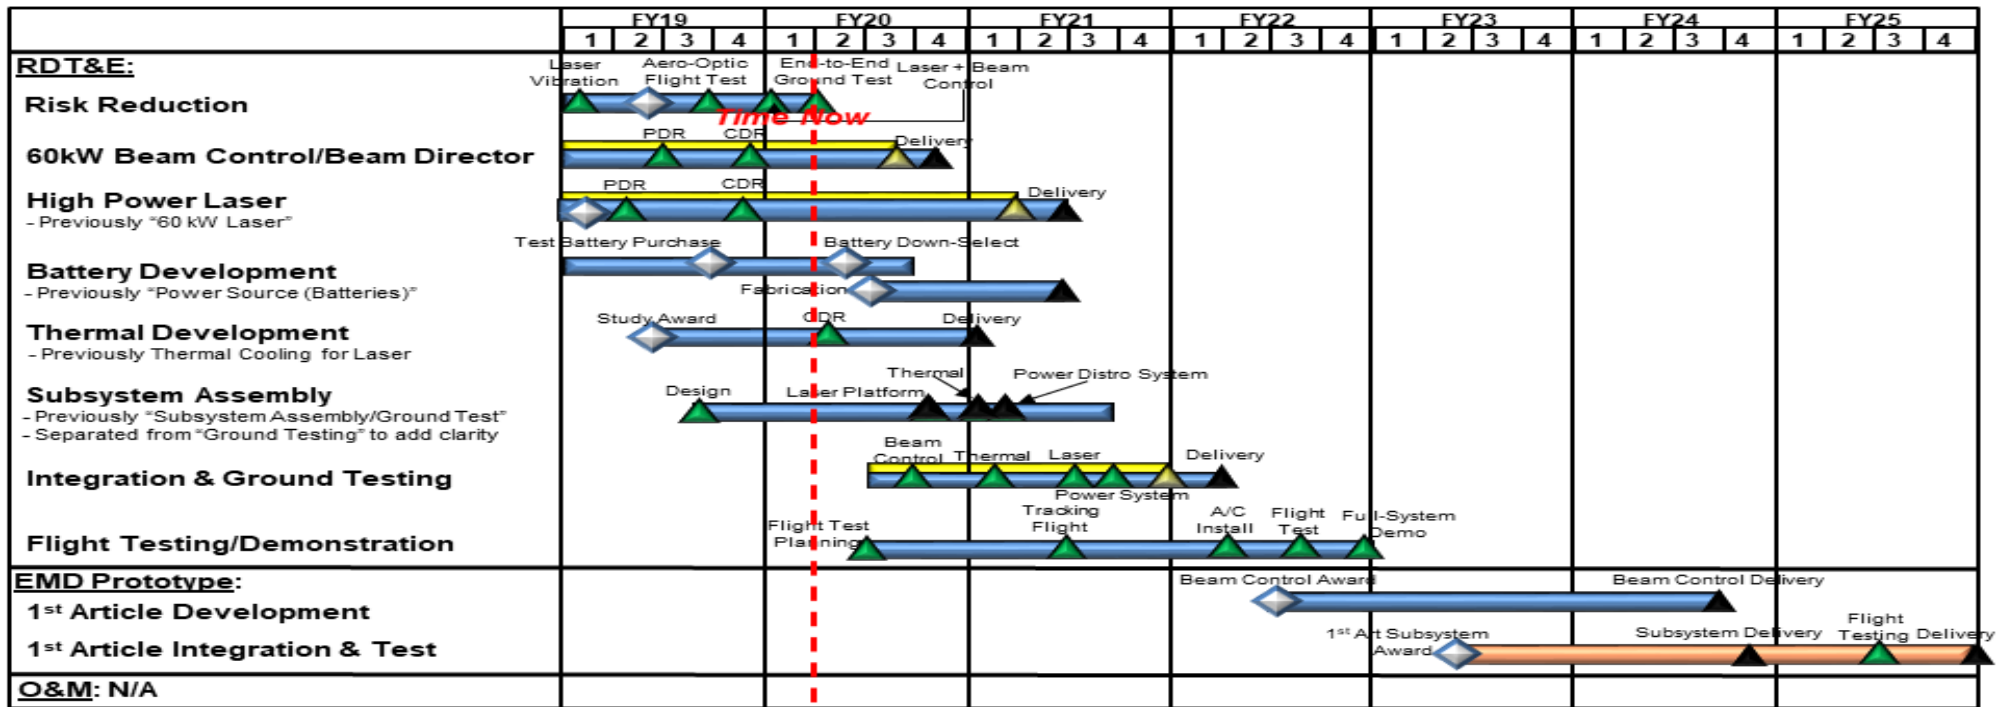 FY19 FY20 FY21 FY22 FY23 FY24 FY25
1 2 3 4 1 2 3 4 1 2 3 4 1 2 3 4 1 2 3 4 1 2 3 4 1 2 3 4
RDT&E:
Laser
Vibration
Aero-Optic
Flight Test
End-to-End
Ground Test
Laser + Beam
Control
Risk Reduction
Time Now
PDR CDR Delivery
60kW Beam Control/Beam Director
PDR CDR Delivery
High Power Laser
- Previously "60 kW Laser"
Test Battery Purchase Battery Down-Select
Battery Development
- Previously "Power Source (Batteries)"
Fabrication
Study Award CDR Delivery
Thermal Development
- Previously Thermal Cooling for Laser
Thermal Power Distro System
Design Laser Platform
Subsystem Assembly
- Previously "Subsystem Assembly/Ground Test"
- Separated from "Ground Testing" to add clarity
Beam
Control Thermal Laser Delivery
Integration & Ground Testing
Power System
Flight Test
Planning
Tracking
Flight
A/C
Install
Flight
Test
Full-System
Demo
Flight Testing/Demonstration
EMD Prototype:
Beam Control Award Beam Control Delivery
1st Article Development
1st Art Subsystem
Award
Subsystem Delivery
Flight
Testing Delivery
1st Article Integration & Test
O&M: N/A